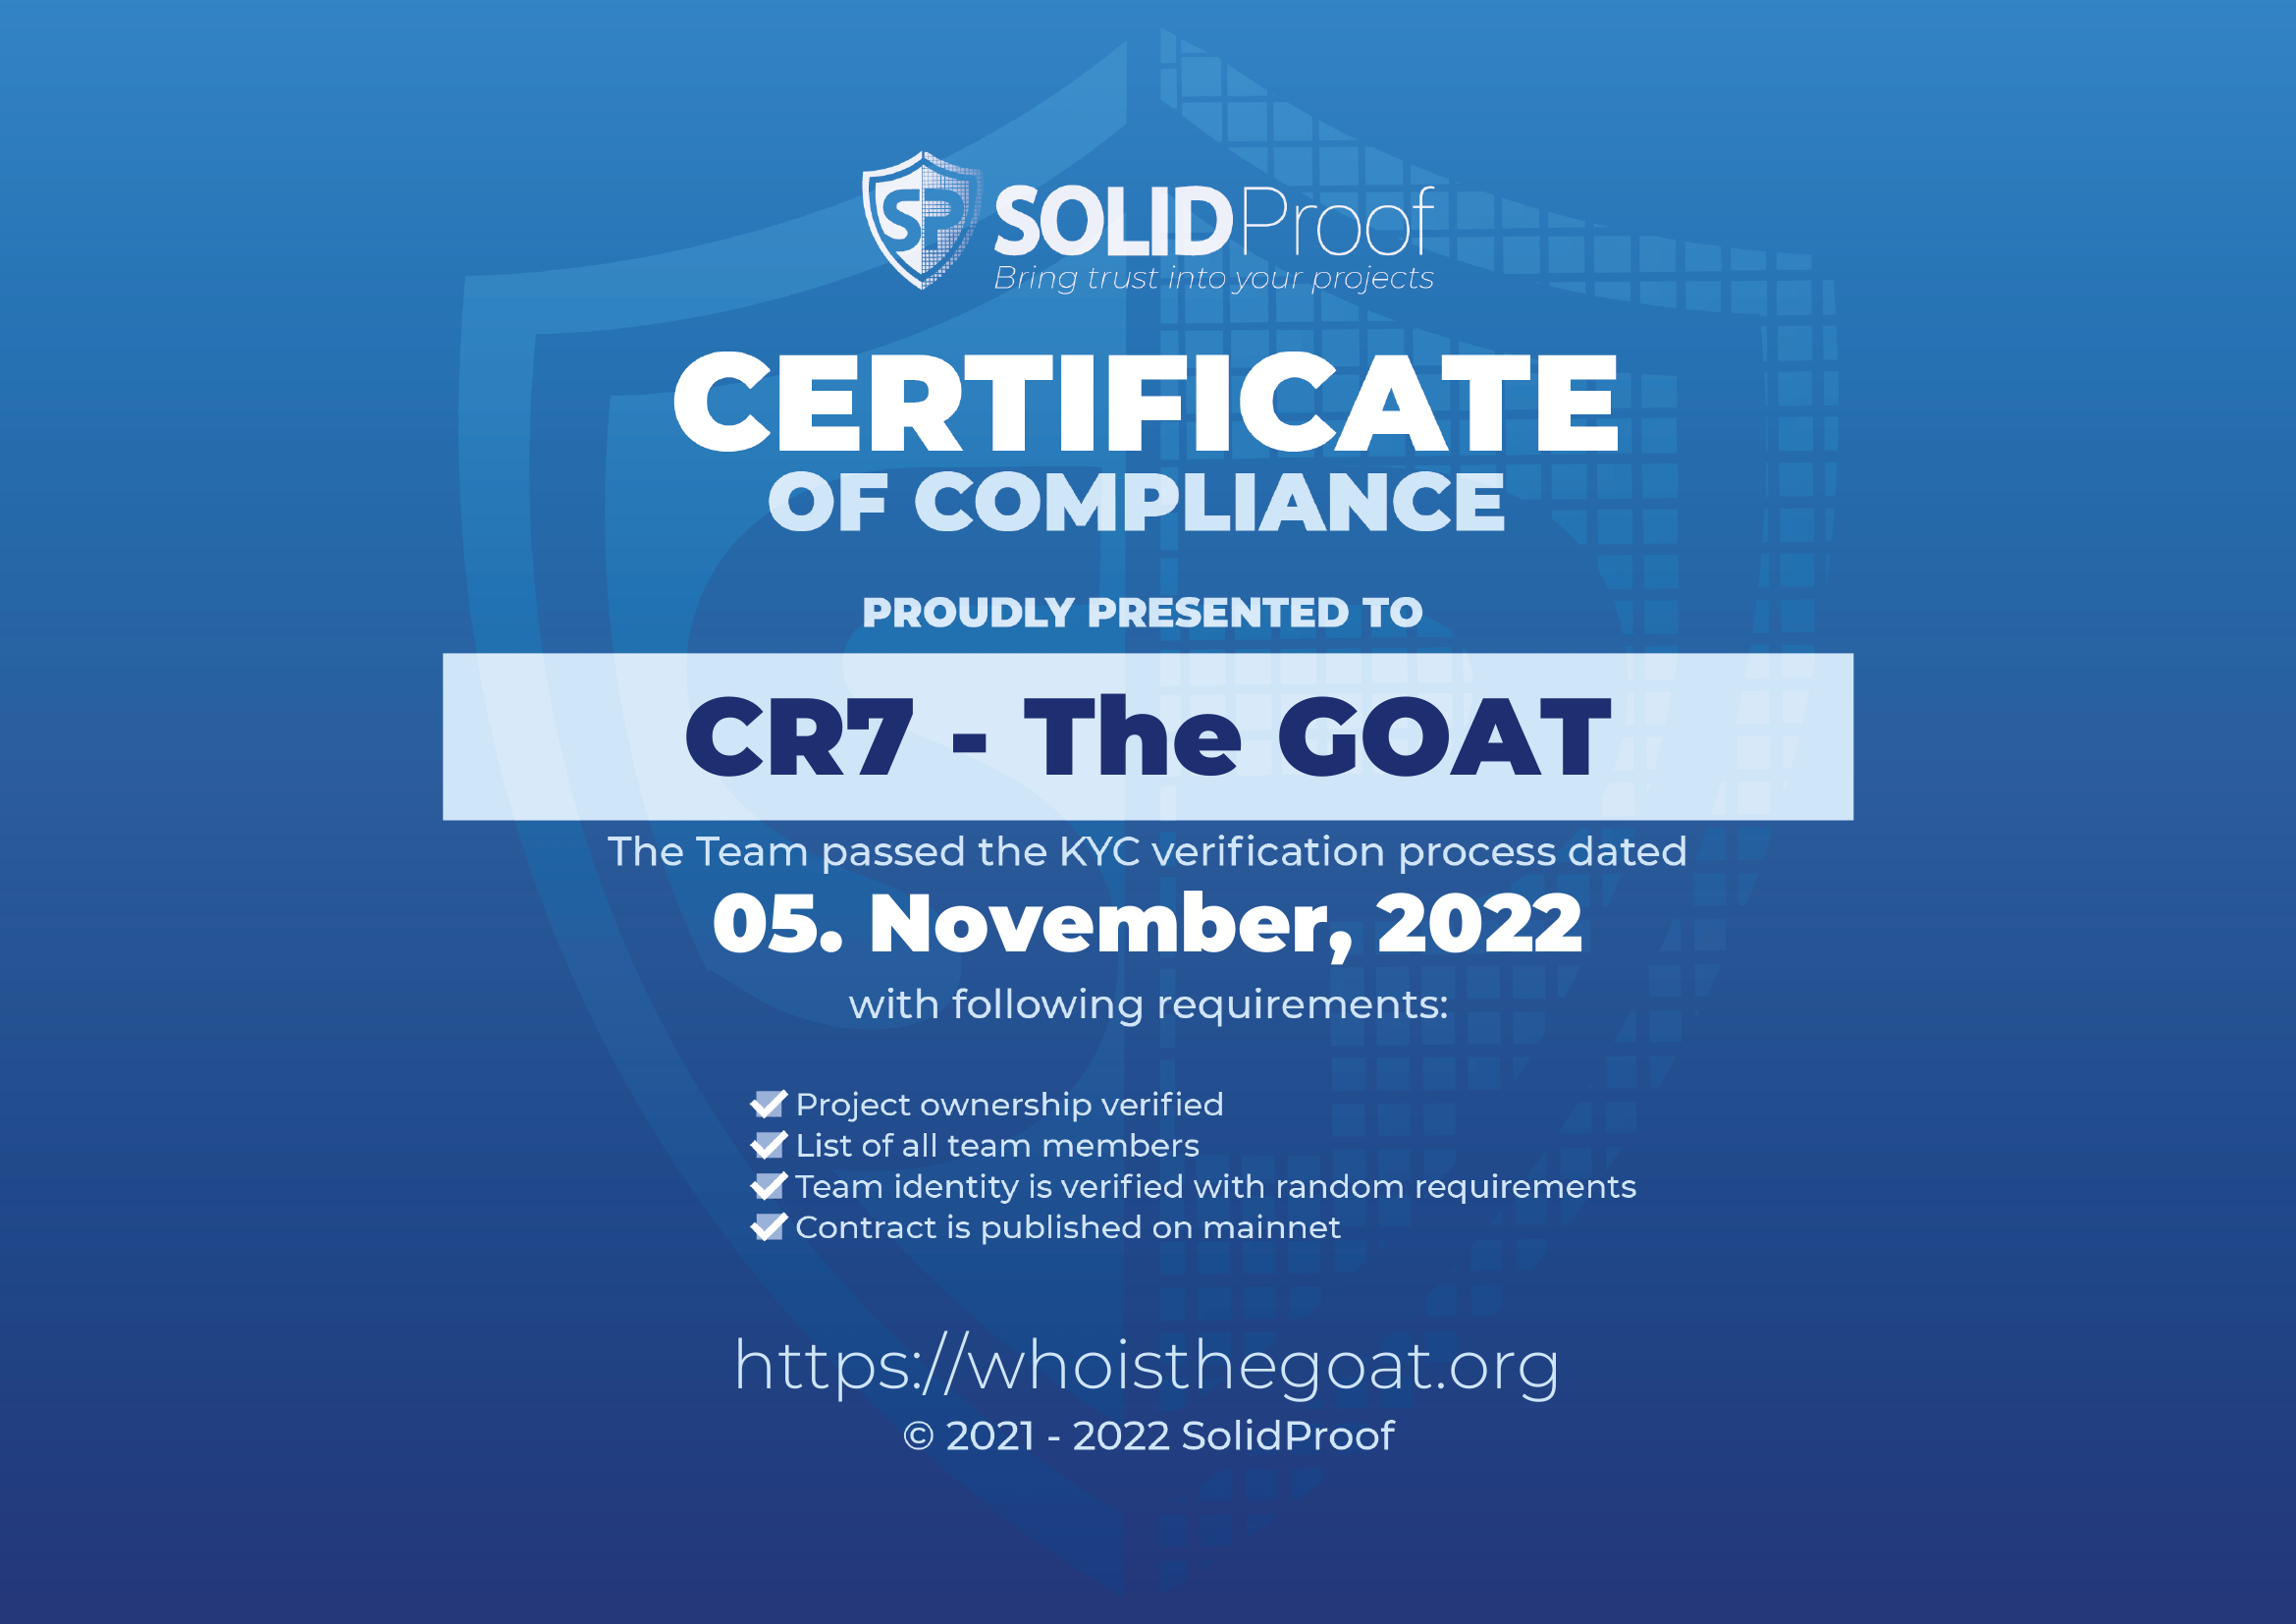 SP SOLIDProof
Bring trust into your projects
CERTIFICATE
OF COMPLIANCE
PROUDLY PRESENTED TO
CR7 - The GOAT
The Team passed the KYC verification process dated
05. November, 2022
with following requirements:
Project ownership verified
List of all team members
Team identity is verified with random requirements
Contract is published on mainnet
https://whoisthegoat.org
© 2021 - 2022 SolidProof